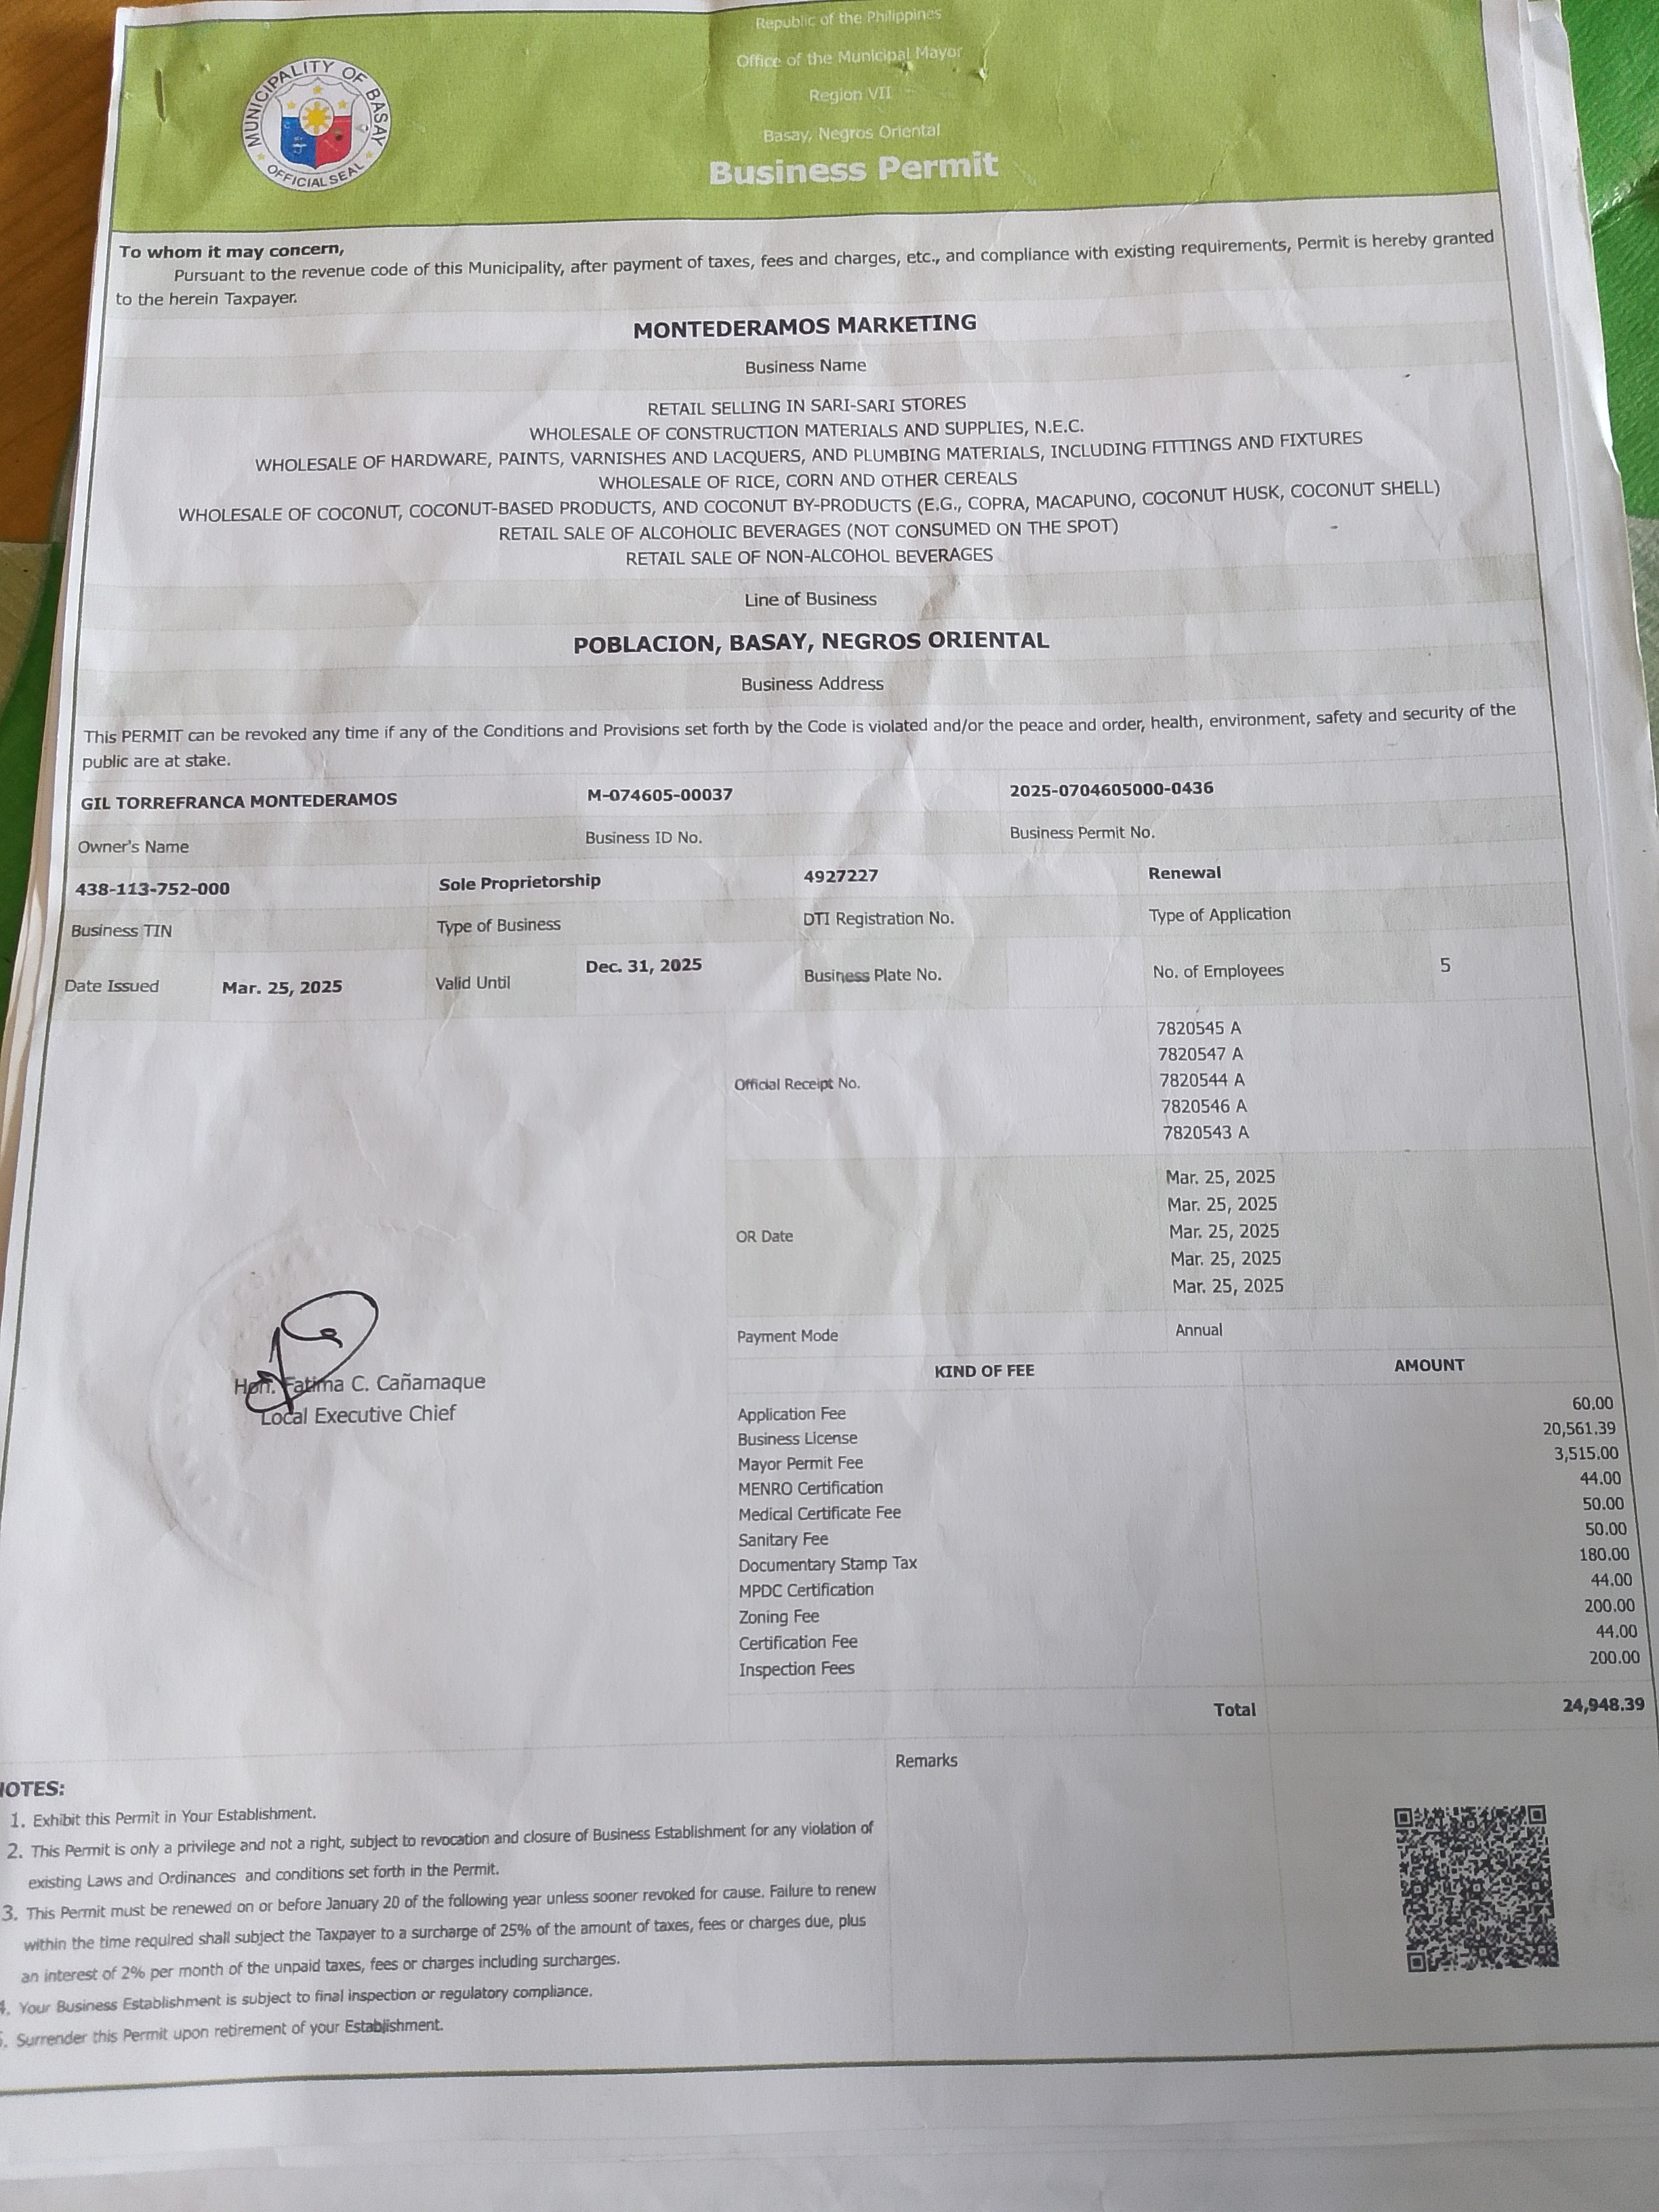 MUNICIPALITY OF BASAY
OFFICIAL SEAL
Republic of the Philippines
Office of the Municipal Mayor
Region VII
Basay, Negros Oriental
Business Permit
To whom it may concern,
Pursuant to the revenue code of this Municipality, after payment of taxes, fees and charges, etc., and compliance with existing requirements, Permit is hereby granted
to the herein Taxpayer.
MONTEDERAMOS MARKETING
Business Name
RETAIL SELLING IN SARI-SARI STORES
WHOLESALE OF CONSTRUCTION MATERIALS AND SUPPLIES, N.E.C.
WHOLESALE OF HARDWARE, PAINTS, VARNISHES AND LACQUERS, AND PLUMBING MATERIALS, INCLUDING FITTINGS AND FIXTURES
WHOLESALE OF RICE, CORN AND OTHER CEREALS
WHOLESALE OF COCONUT, COCONUT-BASED PRODUCTS, AND COCONUT BY-PRODUCTS (E.G., COPRA, MACAPUNO, COCONUT HUSK, COCONUT SHELL)
RETAIL SALE OF ALCOHOLIC BEVERAGES (NOT CONSUMED ON THE SPOT)
RETAIL SALE OF NON-ALCOHOL BEVERAGES
Line of Business
POBLACION, BASAY, NEGROS ORIENTAL
Business Address
This PERMIT can be revoked any time if any of the Conditions and Provisions set forth by the Code is violated and/or the peace and order, health, environment, safety and security of the
public are at stake.
GIL TORREFRANCA MONTEDERAMOS M-074605-00037 2025-0704605000-0436
Owner's Name Business ID No. Business Permit No.
438-113-752-000 Sole Proprietorship 4927227 Renewal
Business TIN Type of Business DTI Registration No. Type of Application
Date Issued Mar. 25, 2025 Valid Until Dec. 31, 2025 Business Plate No. No. of Employees 5
Official Receipt No.
7820545 A
7820547 A
7820544 A
7820546 A
7820543 A
OR Date
Mar. 25, 2025
Mar. 25, 2025
Mar. 25, 2025
Mar. 25, 2025
Mar. 25, 2025
Payment Mode Annual
Hon. Fatima C. Cañamaque
Local Executive Chief
KIND OF FEE AMOUNT
Application Fee 60.00
Business License 20,561.39
Mayor Permit Fee 3,515.00
MENRO Certification 44.00
Medical Certificate Fee 50.00
Sanitary Fee 50.00
Documentary Stamp Tax 180.00
MPDC Certification 44.00
Zoning Fee 200.00
Certification Fee 44.00
Inspection Fees 200.00
Total 24,948.39
Remarks
NOTES:
1. Exhibit this Permit in Your Establishment.
2. This Permit is only a privilege and not a right, subject to revocation and closure of Business Establishment for any violation of
existing Laws and Ordinances and conditions set forth in the Permit.
3. This Permit must be renewed on or before January 20 of the following year unless sooner revoked for cause. Failure to renew
within the time required shall subject the Taxpayer to a surcharge of 25% of the amount of taxes, fees or charges due, plus
an interest of 2% per month of the unpaid taxes, fees or charges including surcharges.
4. Your Business Establishment is subject to final inspection or regulatory compliance.
5. Surrender this Permit upon retirement of your Establishment.